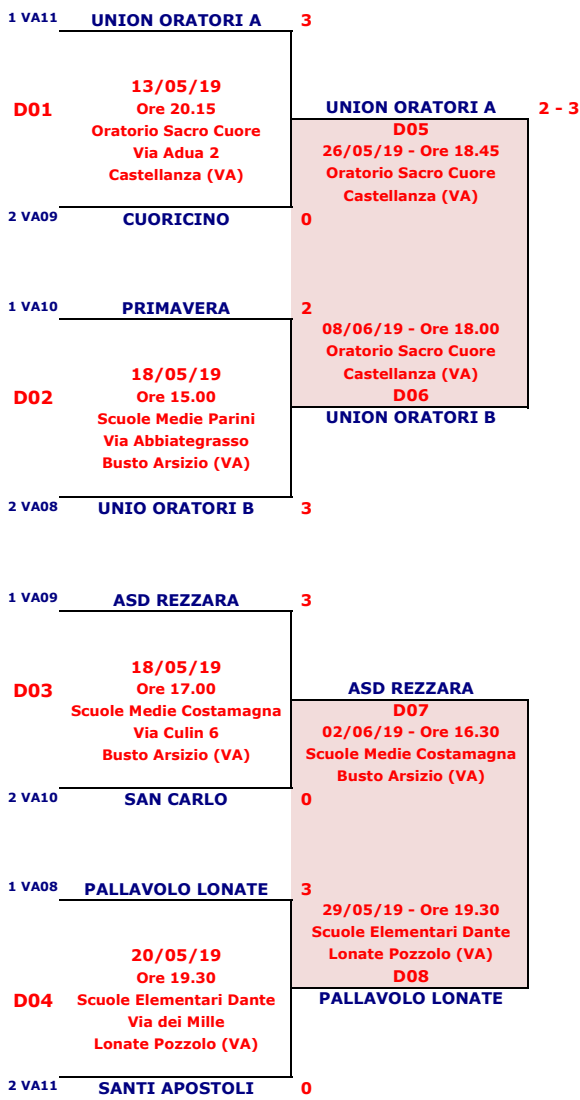 1 VA11 UNION ORATORI A 3
13/05/19
D01 Ore 20.15
Oratorio Sacro Cuore
Via Adua 2
Castellanza (VA)
2 VA09 CUORICINO 0
UNION ORATORI A 2 - 3
D05
26/05/19 - Ore 18.45
Oratorio Sacro Cuore
Castellanza (VA)
1 VA10 PRIMAVERA 2
18/05/19
D02 Ore 15.00
Scuole Medie Parini
Via Abbiategrasso
Busto Arsizio (VA)
2 VA08 UNIO ORATORI B 3
08/06/19 - Ore 18.00
Oratorio Sacro Cuore
Castellanza (VA)
D06
UNION ORATORI B
1 VA09 ASD REZZARA 3
18/05/19
D03 Ore 17.00
Scuole Medie Costamagna
Via Culin 6
Busto Arsizio (VA)
2 VA10 SAN CARLO 0
ASD REZZARA
D07
02/06/19 - Ore 16.30
Scuole Medie Costamagna
Busto Arsizio (VA)
1 VA08 PALLAVOLO LONATE 3
20/05/19
Ore 19.30
D04 Scuole Elementari Dante
Via dei Mille
Lonate Pozzolo (VA)
2 VA11 SANTI APOSTOLI 0
29/05/19 - Ore 19.30
Scuole Elementari Dante
Lonate Pozzolo (VA)
D08
PALLAVOLO LONATE